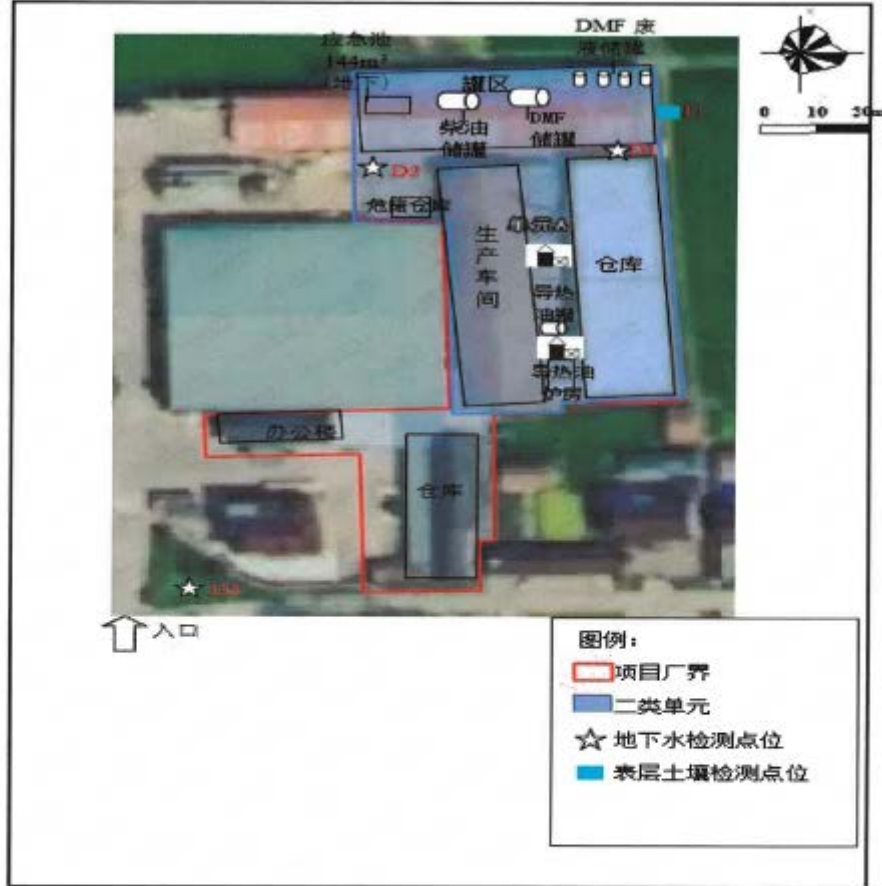 应急池
144m³
（地下）
罐区
DMF 废
液储罐
柴油
储罐
DMF
储罐
0 10 20m
D2
危废仓库
生产车间
单元A
仓库
导热
油罐
导热油
炉房
办公楼
仓库
入口
图例：
项目厂界
二类单元
地下水检测点位
表层土壤检测点位